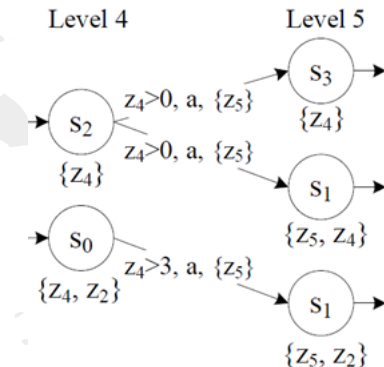 Level 4 Level 5
s₃
z₄>0, a, {z₅}
s₂
{z₄}
z₄>0, a, {z₅}
{z₄}
s₁
s₀
{z₅, z₄}
z₄>3, a, {z₅}
{z₄, z₂}
s₁
{z₅, z₂}